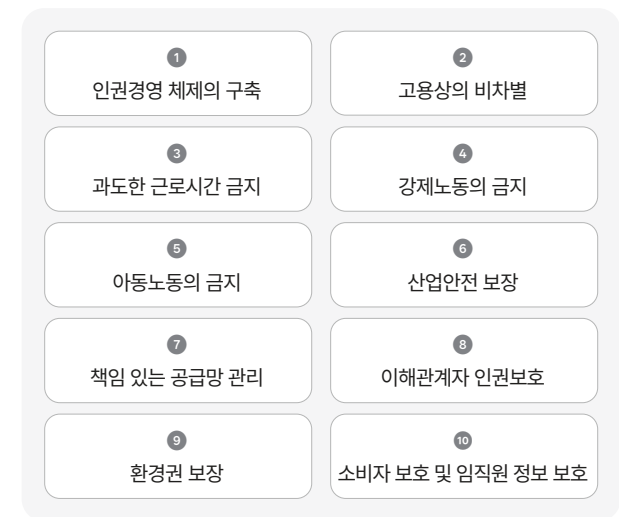 1
인권경영 체제의 구축
2
고용상의 비차별
3
과도한 근로시간 금지
4
강제노동의 금지
5
아동노동의 금지
6
산업안전 보장
7
책임 있는 공급망 관리
8
이해관계자 인권보호
9
환경권 보장
10
소비자 보호 및 임직원 정보 보호